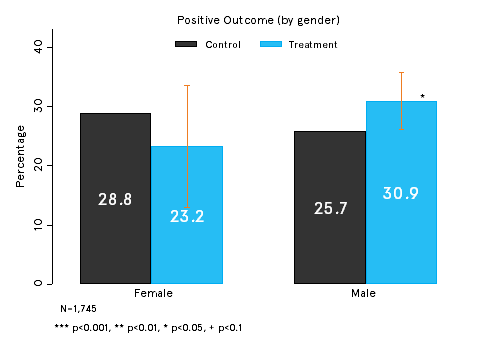 Positive Outcome (by gender)
Control Treatment
Percentage
40
30
20
10
0
28.8
23.2
25.7
30.9
*
Female Male
N=1,745
*** p<0.001, ** p<0.01, * p<0.05, + p<0.1